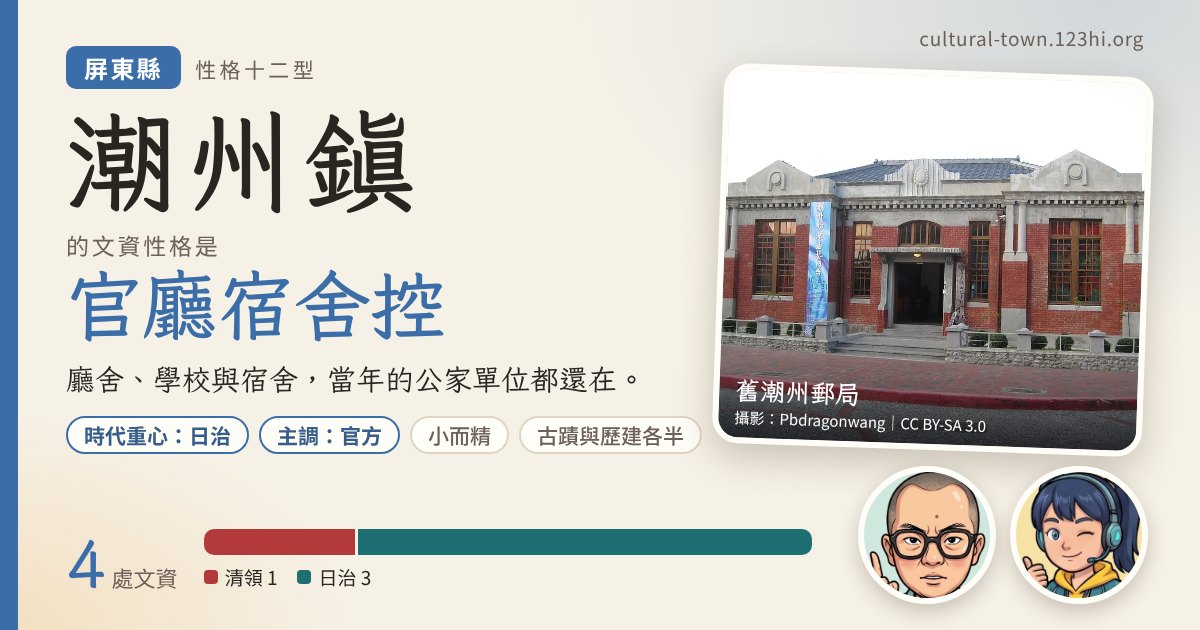 cultural-town.123hi.org
屏東縣 性格十二型
潮州鎮
的文資性格是
官廳宿舍控
廳舍、學校與宿舍，當年的公家單位都還在。
時代重心：日治 主調：官方 小而精 古蹟與歷建各半
舊潮州郵局
攝影：Pbdragonwang｜CC BY-SA 3.0
4 處文資
清領 1 日治 3